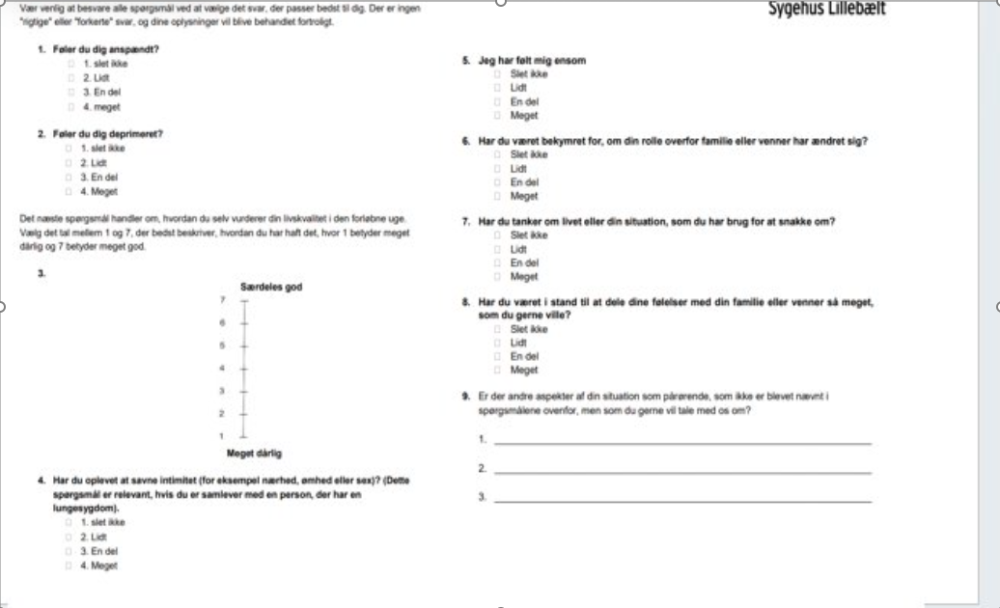 Vær venlig at besvare alle spørgsmål ved at vælge det svar, der passer bedst til dig. Der er ingen
"rigtige" eller "forkerte" svar, og dine oplysninger vil blive behandlet fortroligt.
1. Føler du dig anspændt?
1. slet ikke
2. Lidt
3. En del
4. meget
2. Føler du dig deprimeret?
1. slet ikke
2. Lidt
3. En del
4. Meget
Det næste spørgsmål handler om, hvordan du selv vurderer din livskvalitet i den forløbne uge.
Vælg det tal mellem 1 og 7, der bedst beskriver, hvordan du har haft det, hvor 1 betyder meget
dårlig og 7 betyder meget god.
3.
Særdeles god
7
6
5
4
3
2
1
Meget dårlig
4. Har du oplevet at savne intimitet (for eksempel nærhed, ømhed eller sex)? (Dette
spørgsmål er relevant, hvis du er samlever med en person, der har en
lungesygdom).
1. slet ikke
2. Lidt
3. En del
4. Meget
Sygehus Lillebælt
5. Jeg har følt mig ensom
Slet ikke
Lidt
En del
Meget
6. Har du været bekymret for, om din rolle overfor familie eller venner har ændret sig?
Slet ikke
Lidt
En del
Meget
7. Har du tanker om livet eller din situation, som du har brug for at snakke om?
Slet ikke
Lidt
En del
Meget
8. Har du været i stand til at dele dine følelser med din familie eller venner så meget,
som du gerne ville?
Slet ikke
Lidt
En del
Meget
9. Er der andre aspekter af din situation som pårørende, som ikke er blevet nævnt i
spørgsmålene ovenfor, men som du gerne vil tale med os om?
1.
2.
3.